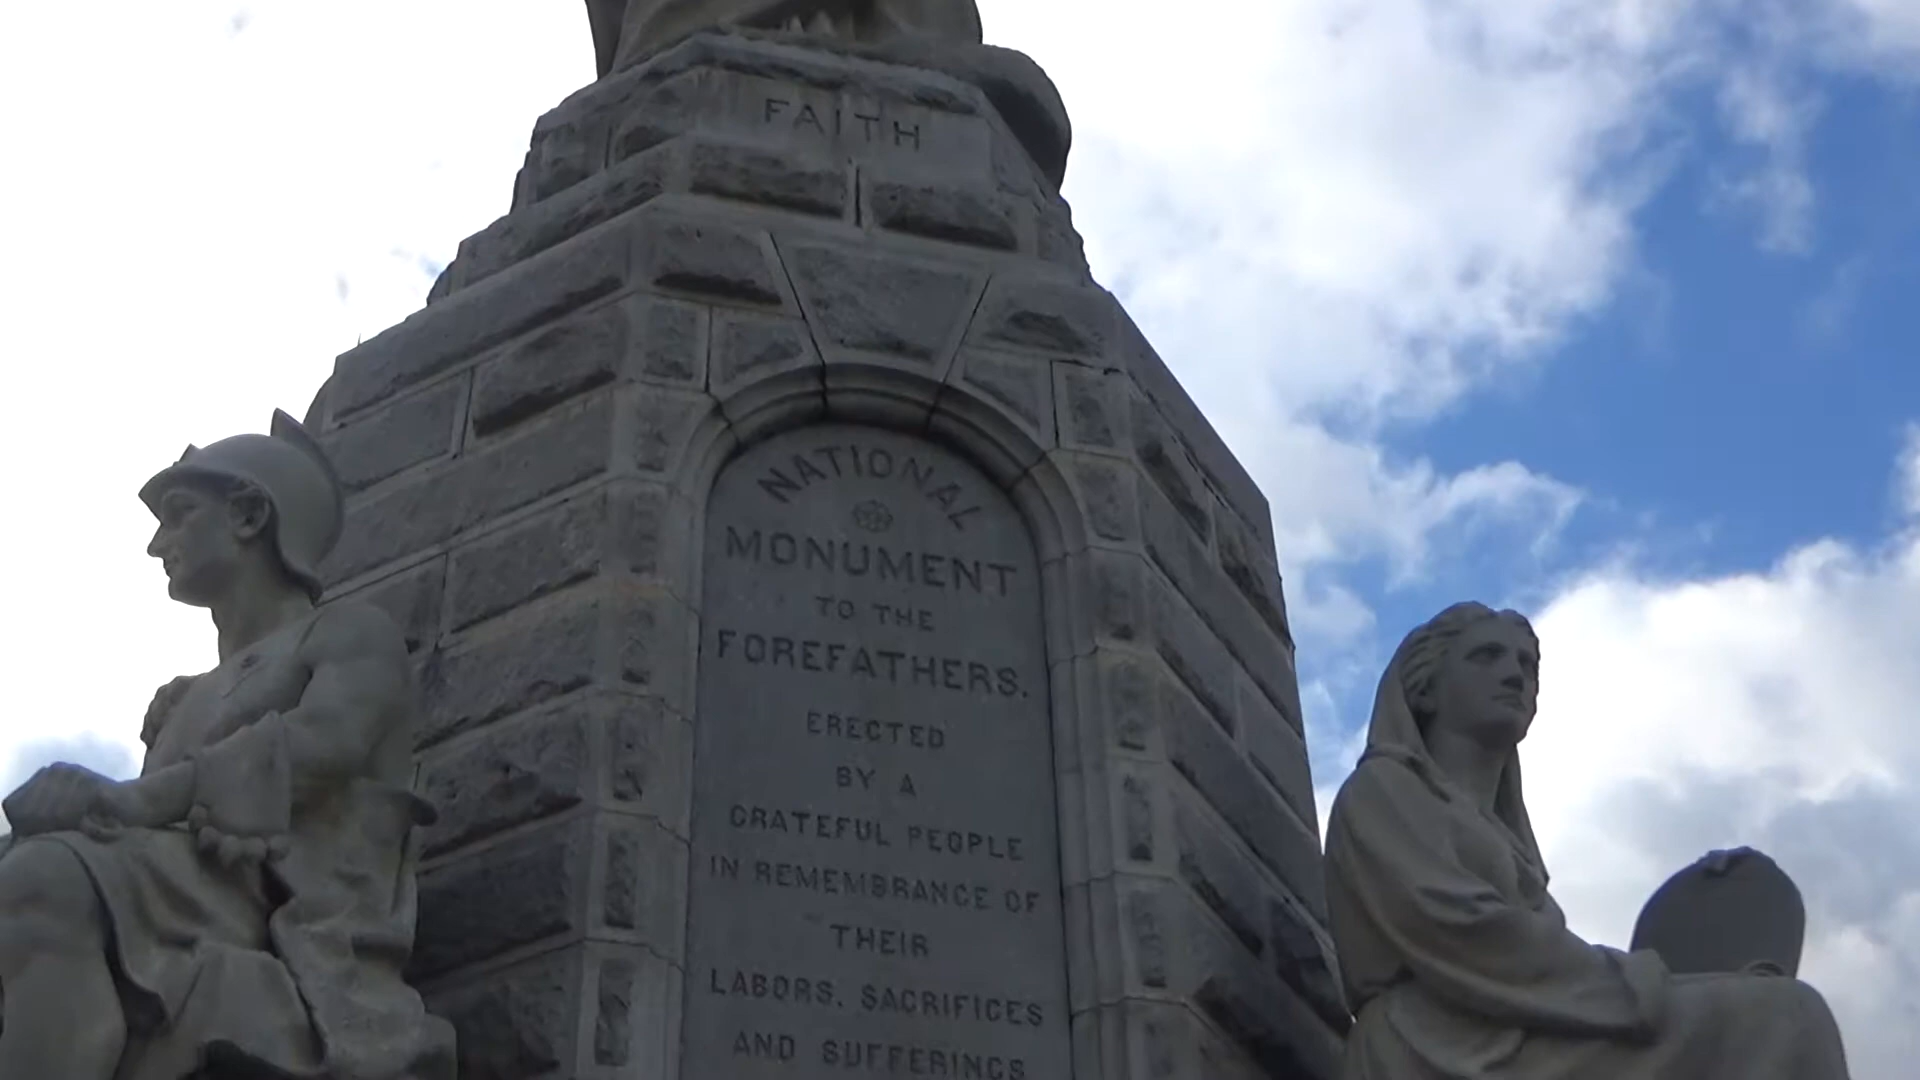 FAITH
NATIONAL
MONUMENT
TO THE
FOREFATHERS.
ERECTED
BY A
GRATEFUL PEOPLE
IN REMEMBRANCE OF
THEIR
LABORS, SACRIFICES
AND SUFFERINGS